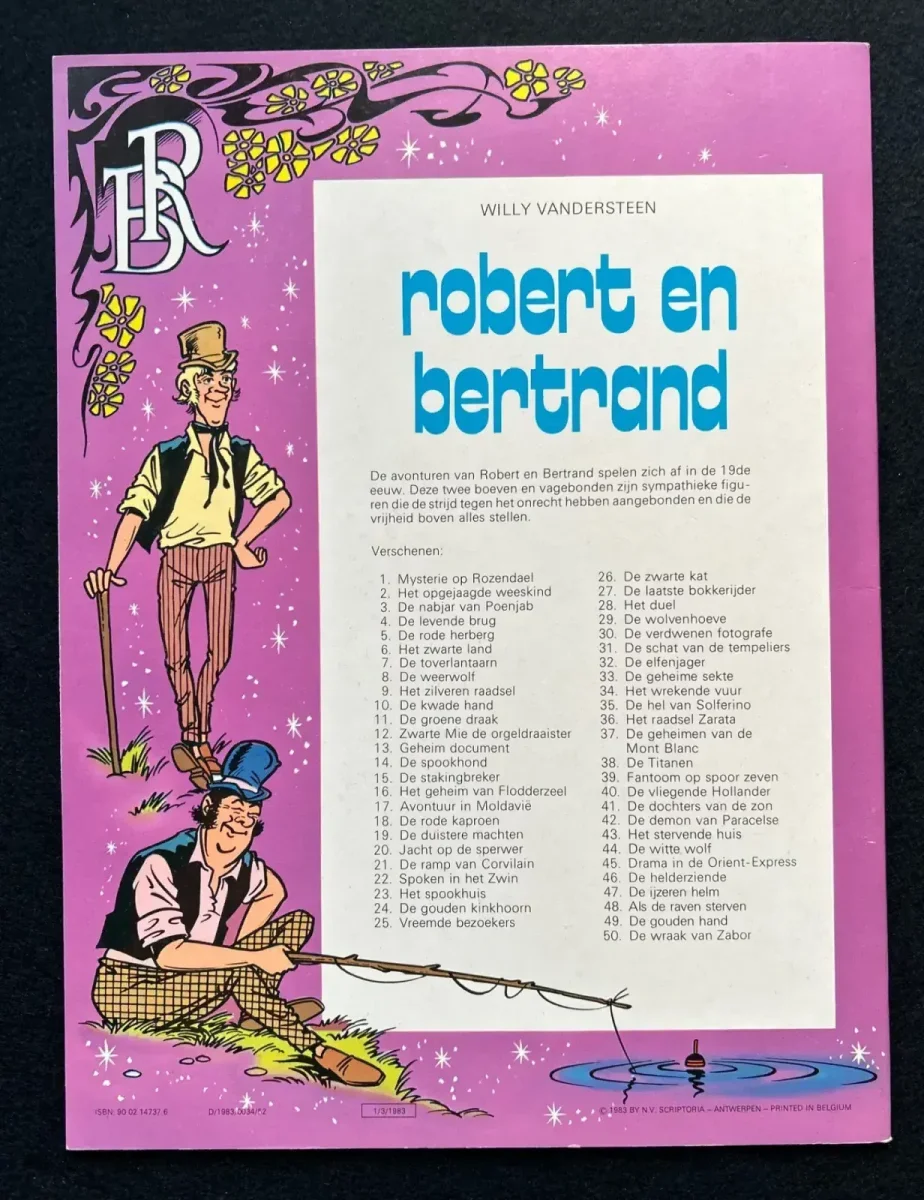 BR
WILLY VANDERSTEEN
robert en
bertrand
De avonturen van Robert en Bertrand spelen zich af in de 19de
eeuw. Deze twee boeven en vagebonden zijn sympathieke figu-
ren die de strijd tegen het onrecht hebben aangebonden en die de
vrijheid boven alles stellen.
Verschenen:
1. Mysterie op Rozendael
2. Het opgejaagde weeskind
3. De nabjar van Poenjab
4. De levende brug
5. De rode herberg
6. Het zwarte land
7. De toverlantaarn
8. De weerwolf
9. Het zilveren raadsel
10. De kwade hand
11. De groene draak
12. Zwarte Mie de orgeldraaister
13. Geheim document
14. De spookhond
15. De stakingbreker
16. Het geheim van Flodderzeel
17. Avontuur in Moldavië
18. De rode kaproen
19. De duistere machten
20. Jacht op de sperwer
21. De ramp van Corvilain
22. Spoken in het Zwin
23. Het spookhuis
24. De gouden kinkhoorn
25. Vreemde bezoekers
26. De zwarte kat
27. De laatste bokkerijder
28. Het duel
29. De wolvenhoeve
30. De verdwenen fotografe
31. De schat van de tempeliers
32. De elfenjager
33. De geheime sekte
34. Het wrekende vuur
35. De hel van Solferino
36. Het raadsel Zarata
37. De geheimen van de
Mont Blanc
38. De Titanen
39. Fantoom op spoor zeven
40. De vliegende Hollander
41. De dochters van de zon
42. De demon van Paracelse
43. Het stervende huis
44. De witte wolf
45. Drama in de Orient-Express
46. De helderziende
47. De ijzeren helm
48. Als de raven sterven
49. De gouden hand
50. De wraak van Zabor
ISBN: 90 02 14737 6
D/1983/0034/52
1/3/1983
© 1983 BY N.V. SCRIPTORIA – ANTWERPEN – PRINTED IN BELGIUM